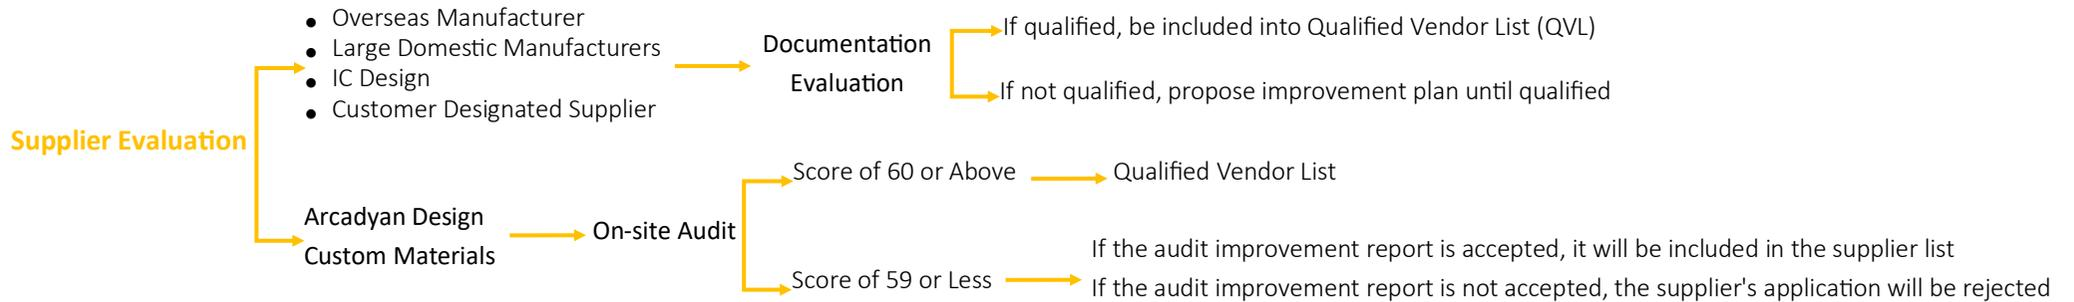 Supplier Evaluation
● Overseas Manufacturer
● Large Domestic Manufacturers
● IC Design
● Customer Designated Supplier
Documentation
Evaluation
If qualified, be included into Qualified Vendor List (QVL)
If not qualified, propose improvement plan until qualified
Arcadyan Design
Custom Materials
On-site Audit
Score of 60 or Above
Qualified Vendor List
Score of 59 or Less
If the audit improvement report is accepted, it will be included in the supplier list
If the audit improvement report is not accepted, the supplier's application will be rejected